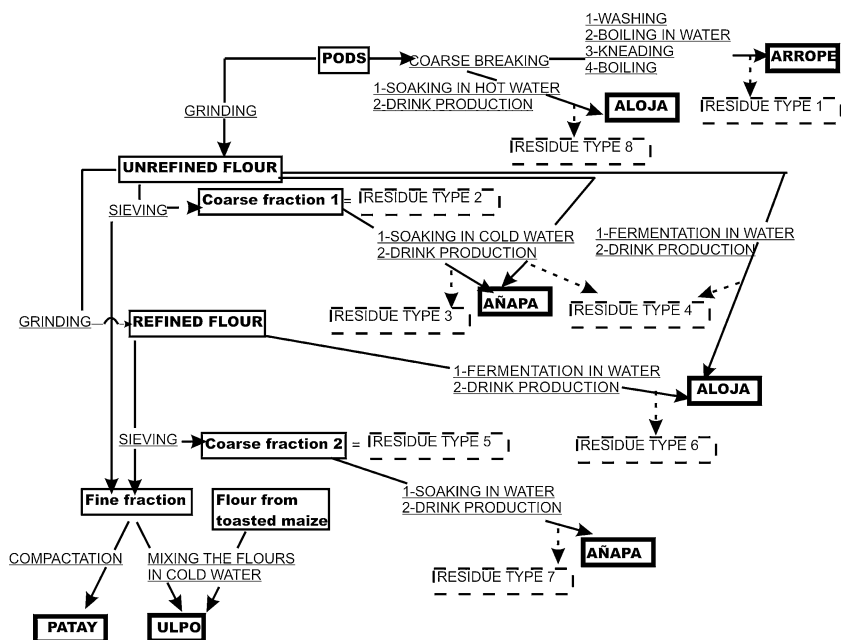 1-WASHING
2-BOILING IN WATER
3-KNEADING
4-BOILING
PODS
COARSE BREAKING
ARROPE
1-SOAKING IN HOT WATER
2-DRINK PRODUCTION
ALOJA
RESIDUE TYPE 1
GRINDING
RESIDUE TYPE 8
UNREFINED FLOUR
SIEVING
Coarse fraction 1
=
RESIDUE TYPE 2
1-SOAKING IN COLD WATER
2-DRINK PRODUCTION
1-FERMENTATION IN WATER
2-DRINK PRODUCTION
AÑAPA
RESIDUE TYPE 3
RESIDUE TYPE 4
GRINDING
REFINED FLOUR
1-FERMENTATION IN WATER
2-DRINK PRODUCTION
ALOJA
SIEVING
Coarse fraction 2
=
RESIDUE TYPE 5
RESIDUE TYPE 6
Fine fraction
Flour from
toasted maize
1-SOAKING IN WATER
2-DRINK PRODUCTION
AÑAPA
RESIDUE TYPE 7
COMPACTATION
MIXING THE FLOURS
IN COLD WATER
PATAY
ULPO